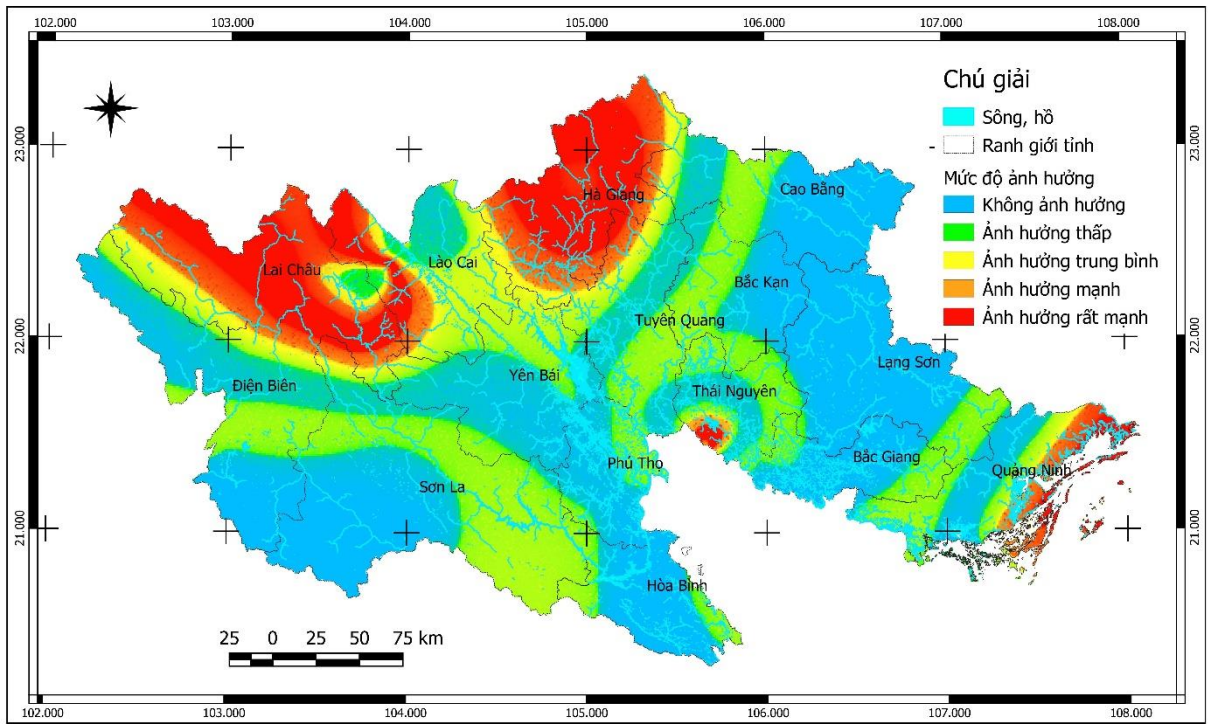 102.000 103.000 104.000 105.000 106.000 107.000 108.000
Chú giải
Sông, hồ
Ranh giới tỉnh
Mức độ ảnh hưởng
Không ảnh hưởng
Ảnh hưởng thấp
Ảnh hưởng trung bình
Ảnh hưởng mạnh
Ảnh hưởng rất mạnh
23.000 23.000
Cao Bằng
Hà Giang
Lào Cai
Lai Châu
Bắc Kạn
Tuyên Quang
22.000 22.000
Lạng Sơn
Yên Bái
Điện Biên
Thái Nguyên
Phú Thọ
Bắc Giang
Quảng Ninh
Sơn La
21.000 21.000
Hòa Bình
25 0 25 50 75 km
102.000 103.000 104.000 105.000 106.000 107.000 108.000